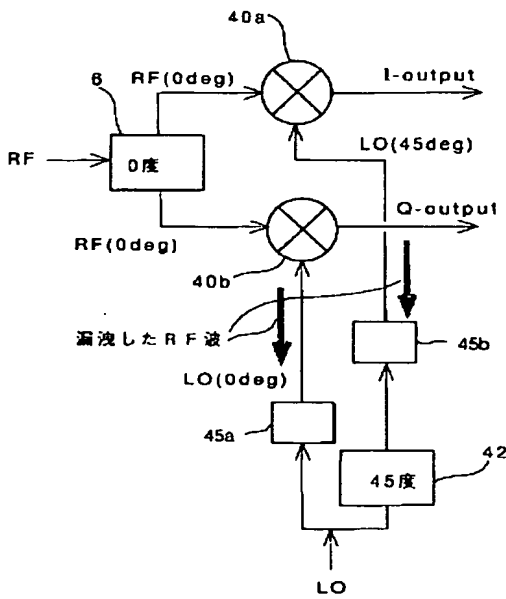 40a
RF(0deg)
I-output
6
LO(45deg)
RF
0度
Q-output
RF(0deg)
40b
漏洩したRF波
45b
LO(0deg)
45a
42
45度
LO